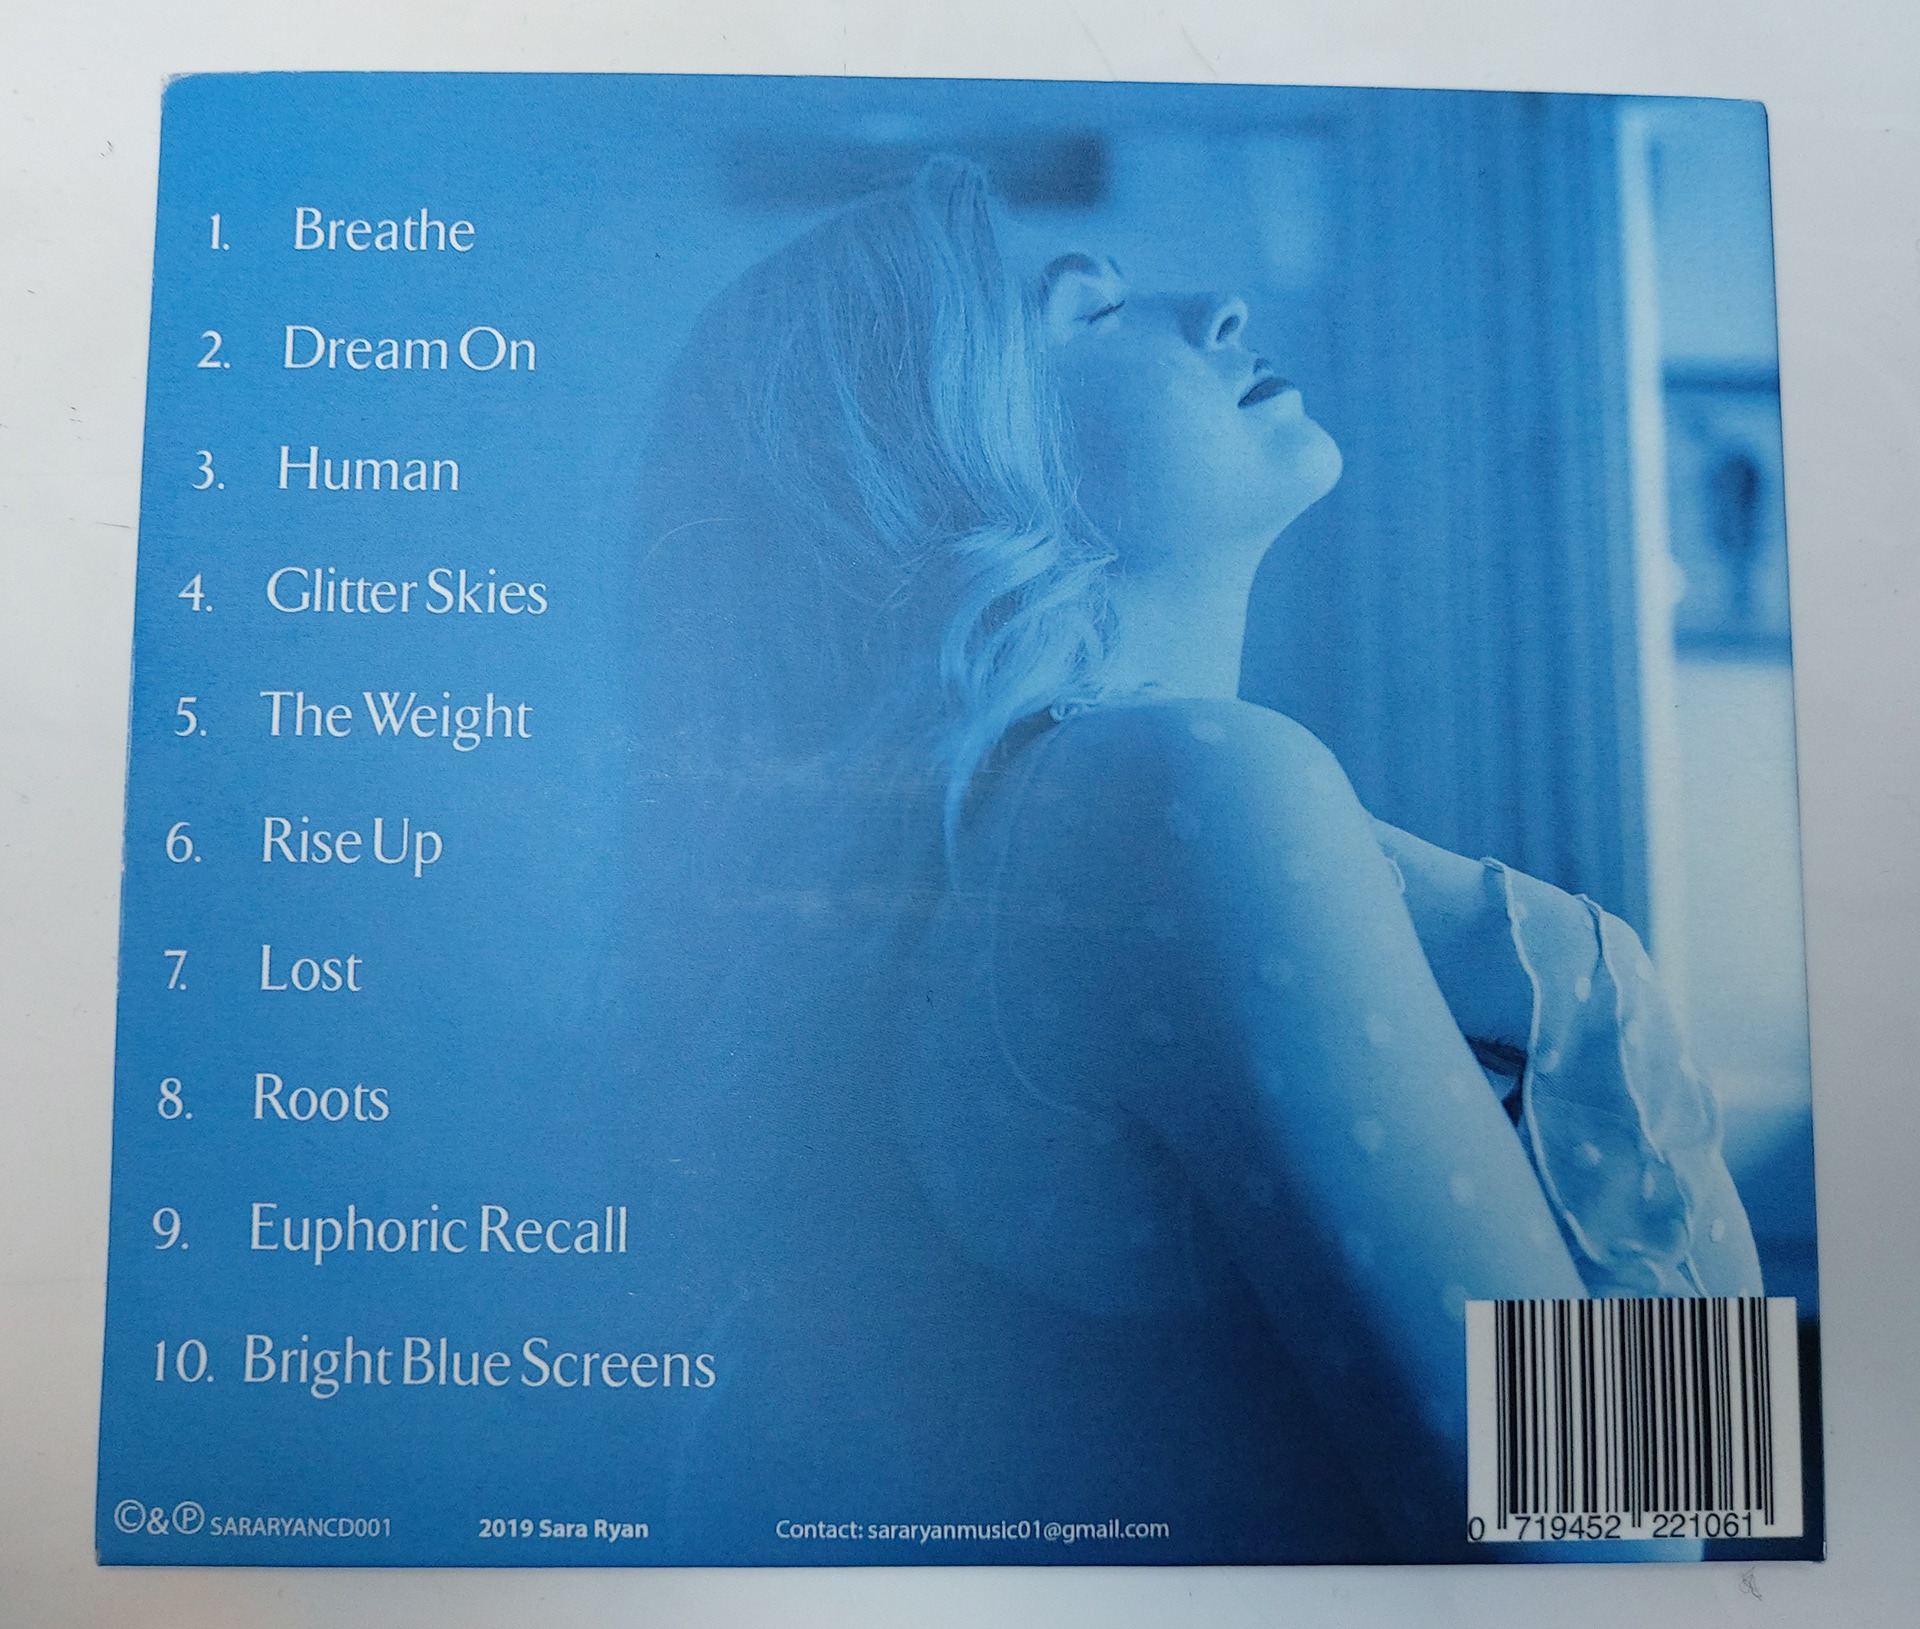 1. Breathe
2. Dream On
3. Human
4. Glitter Skies
5. The Weight
6. Rise Up
7. Lost
8. Roots
9. Euphoric Recall
10. Bright Blue Screens
©&℗ SARARYANCD001 2019 Sara Ryan Contact: sararyanmusic01@gmail.com
0 719452 221061